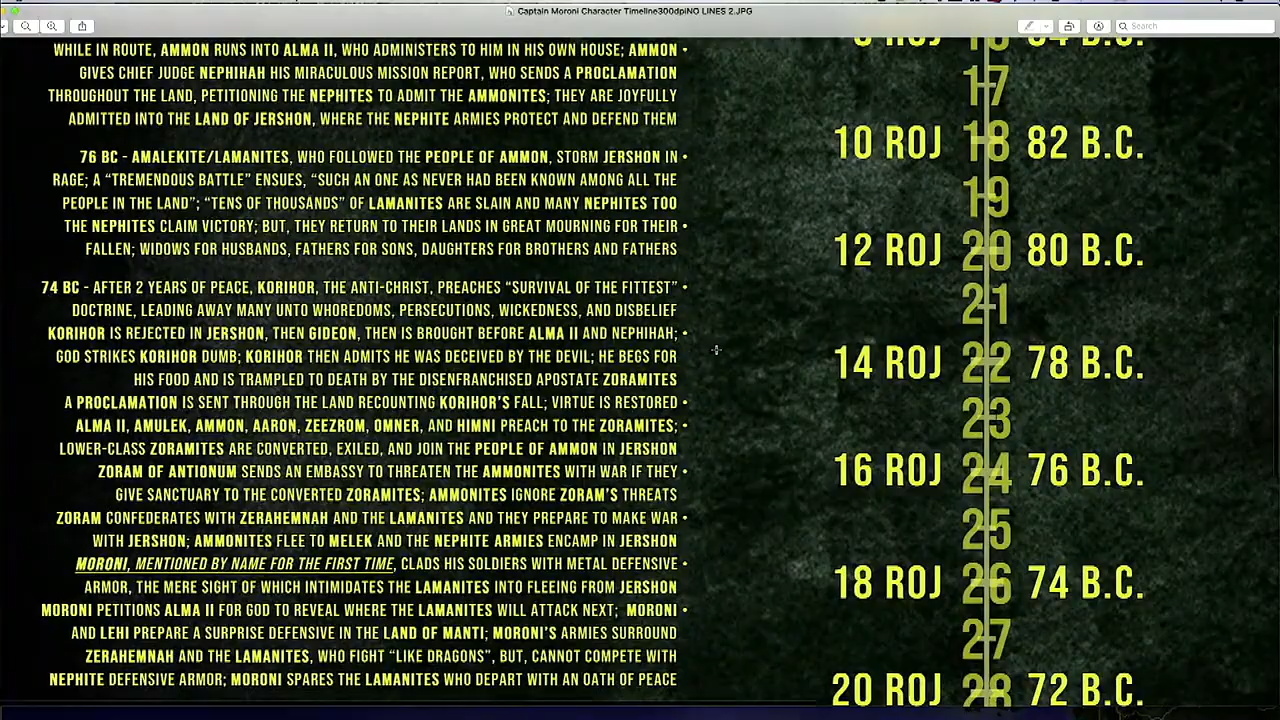 Captain Moroni Character Timeline300dpiNO LINES 2.JPG
Search
WHILE IN ROUTE, AMMON RUNS INTO ALMA II, WHO ADMINISTERS TO HIM IN HIS OWN HOUSE; AMMON •
GIVES CHIEF JUDGE NEPHIHAH HIS MIRACULOUS MISSION REPORT, WHO SENDS A PROCLAMATION
THROUGHOUT THE LAND, PETITIONING THE NEPHITES TO ADMIT THE AMMONITES; THEY ARE JOYFULLY
ADMITTED INTO THE LAND OF JERSHON, WHERE THE NEPHITE ARMIES PROTECT AND DEFEND THEM
76 BC - AMALEKITE/LAMANITES, WHO FOLLOWED THE PEOPLE OF AMMON, STORM JERSHON IN •
RAGE; A “TREMENDOUS BATTLE” ENSUES, “SUCH AN ONE AS NEVER HAD BEEN KNOWN AMONG ALL THE
PEOPLE IN THE LAND”; “TENS OF THOUSANDS” OF LAMANITES ARE SLAIN AND MANY NEPHITES TOO
THE NEPHITES CLAIM VICTORY; BUT, THEY RETURN TO THEIR LANDS IN GREAT MOURNING FOR THEIR •
FALLEN; WIDOWS FOR HUSBANDS, FATHERS FOR SONS, DAUGHTERS FOR BROTHERS AND FATHERS
74 BC - AFTER 2 YEARS OF PEACE, KORIHOR, THE ANTI-CHRIST, PREACHES “SURVIVAL OF THE FITTEST” •
DOCTRINE, LEADING AWAY MANY UNTO WHOREDOMS, PERSECUTIONS, WICKEDNESS, AND DISBELIEF
KORIHOR IS REJECTED IN JERSHON, THEN GIDEON, THEN IS BROUGHT BEFORE ALMA II AND NEPHIHAH; •
GOD STRIKES KORIHOR DUMB; KORIHOR THEN ADMITS HE WAS DECEIVED BY THE DEVIL; HE BEGS FOR
HIS FOOD AND IS TRAMPLED TO DEATH BY THE DISENFRANCHISED APOSTATE ZORAMITES
A PROCLAMATION IS SENT THROUGH THE LAND RECOUNTING KORIHOR’S FALL; VIRTUE IS RESTORED •
ALMA II, AMULEK, AMMON, AARON, ZEEZROM, OMNER, AND HIMNI PREACH TO THE ZORAMITES; •
LOWER-CLASS ZORAMITES ARE CONVERTED, EXILED, AND JOIN THE PEOPLE OF AMMON IN JERSHON
ZORAM OF ANTIONUM SENDS AN EMBASSY TO THREATEN THE AMMONITES WITH WAR IF THEY •
GIVE SANCTUARY TO THE CONVERTED ZORAMITES; AMMONITES IGNORE ZORAM’S THREATS
ZORAM CONFEDERATES WITH ZERAHEMNAH AND THE LAMANITES AND THEY PREPARE TO MAKE WAR •
WITH JERSHON; AMMONITES FLEE TO MELEK AND THE NEPHITE ARMIES ENCAMP IN JERSHON
MORONI, MENTIONED BY NAME FOR THE FIRST TIME, CLADS HIS SOLDIERS WITH METAL DEFENSIVE •
ARMOR, THE MERE SIGHT OF WHICH INTIMIDATES THE LAMANITES INTO FLEEING FROM JERSHON
MORONI PETITIONS ALMA II FOR GOD TO REVEAL WHERE THE LAMANITES WILL ATTACK NEXT; MORONI •
AND LEHI PREPARE A SURPRISE DEFENSIVE IN THE LAND OF MANTI; MORONI’S ARMIES SURROUND
ZERAHEMNAH AND THE LAMANITES, WHO FIGHT “LIKE DRAGONS”, BUT, CANNOT COMPETE WITH
NEPHITE DEFENSIVE ARMOR; MORONI SPARES THE LAMANITES WHO DEPART WITH AN OATH OF PEACE
17
10 ROJ 18 82 B.C.
19
12 ROJ 20 80 B.C.
21
14 ROJ 22 78 B.C.
23
16 ROJ 24 76 B.C.
25
18 ROJ 26 74 B.C.
27
20 ROJ 28 72 B.C.